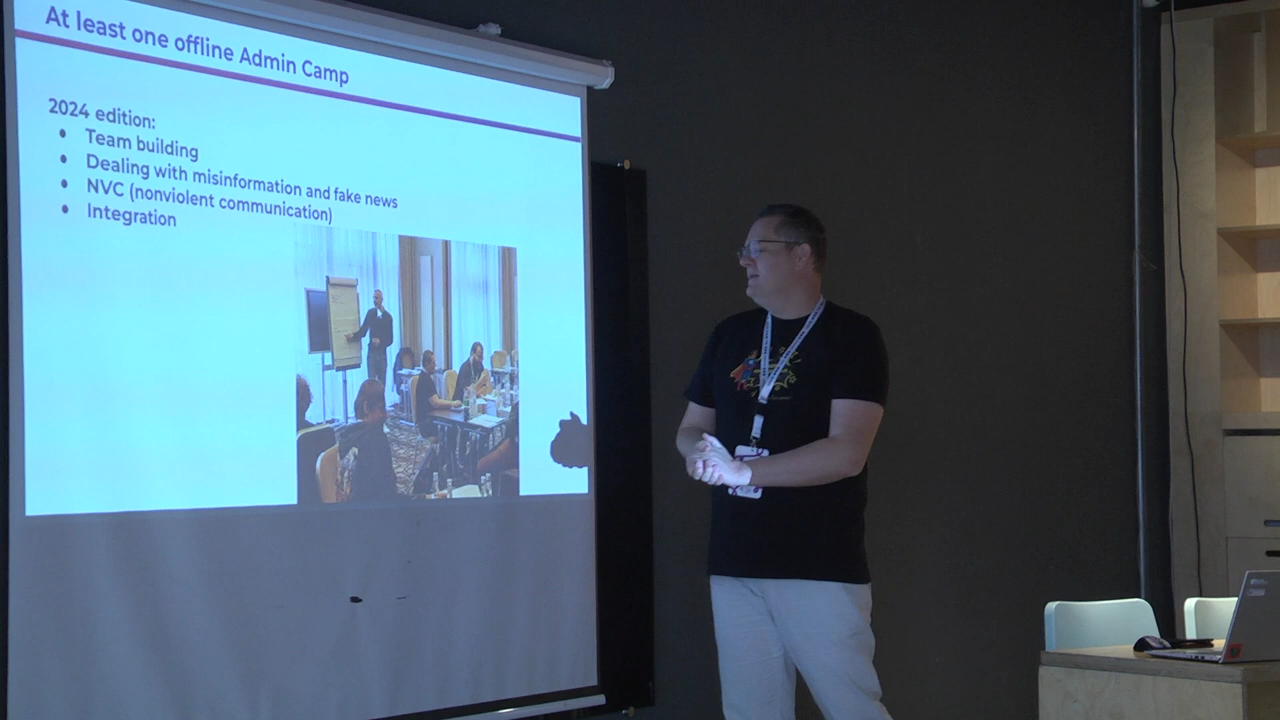 At least one offline Admin Camp
2024 edition:
Team building
Dealing with misinformation and fake news
NVC (nonviolent communication)
Integration